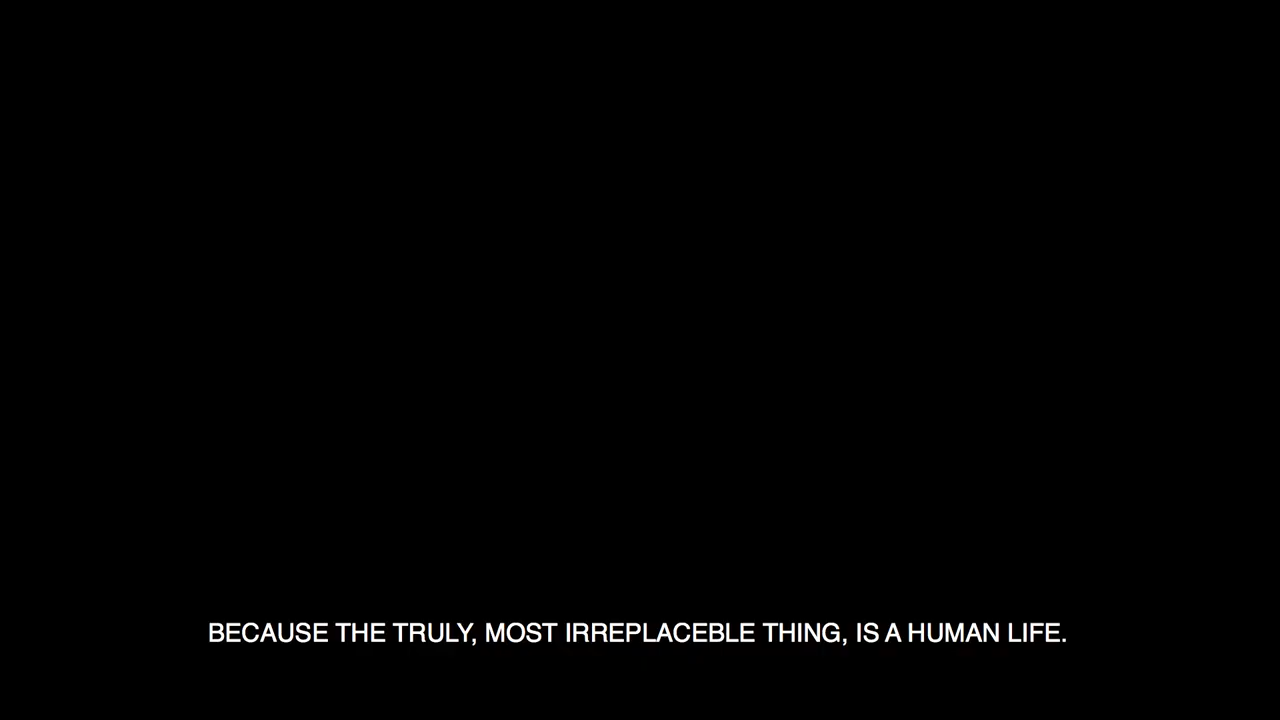 BECAUSE THE TRULY, MOST IRREPLACEBLE THING, IS A HUMAN LIFE.